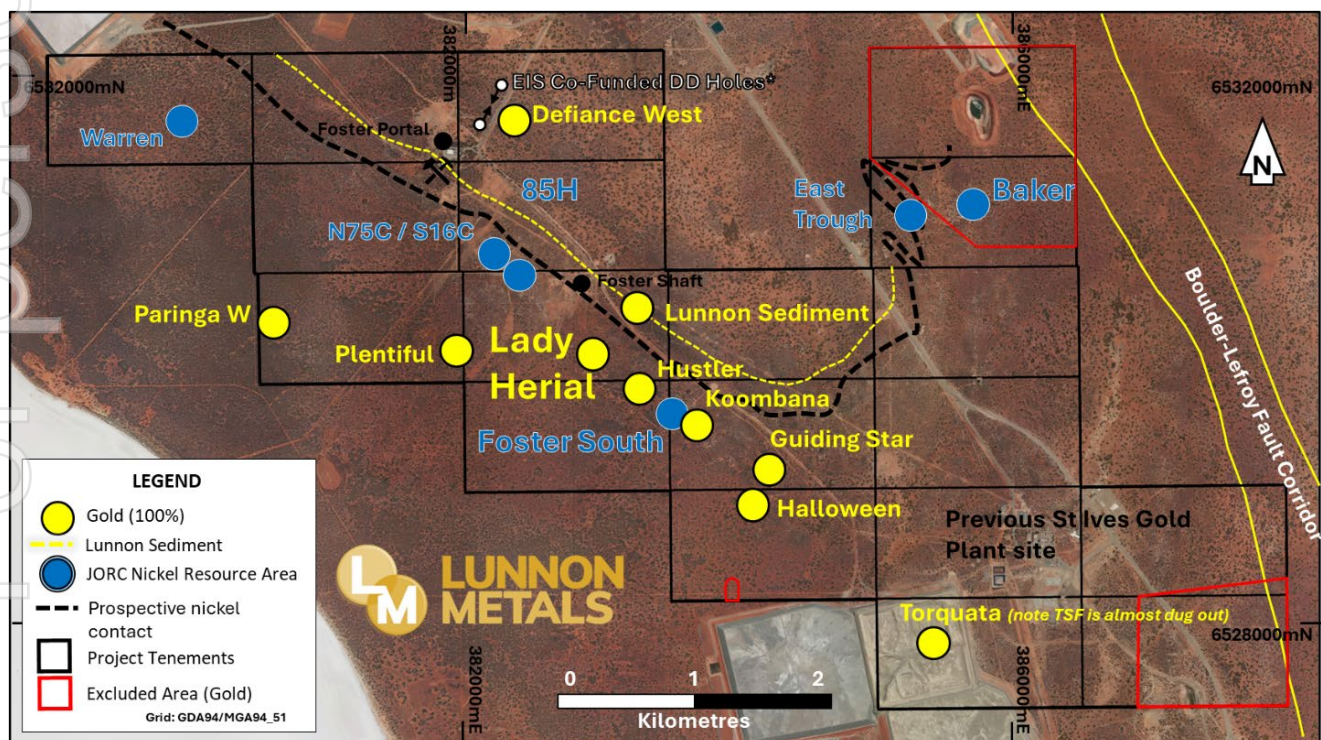 382000m
386000mE
6532000mN
6532000mN
EIS Co-Funded DD Holes*
Defiance West
Warren
Foster Portal
85H
East
Trough
Baker
N75C / S16C
Foster Shaft
Paringa W
Lunnon Sediment
Plentiful
Lady
Herial
Hustler
Koombana
Foster South
Guiding Star
Halloween
Boulder-Lefroy Fault Corridor
N
Previous St Ives Gold
Plant site
Torquata (note TSF is almost dug out)
6528000mN
382000mE
386000mE
LEGEND
Gold (100%)
Lunnon Sediment
JORC Nickel Resource Area
Prospective nickel
contact
Project Tenements
Excluded Area (Gold)
Grid: GDA94/MGA94_51
LM
LUNNON
METALS
0 1 2
Kilometres